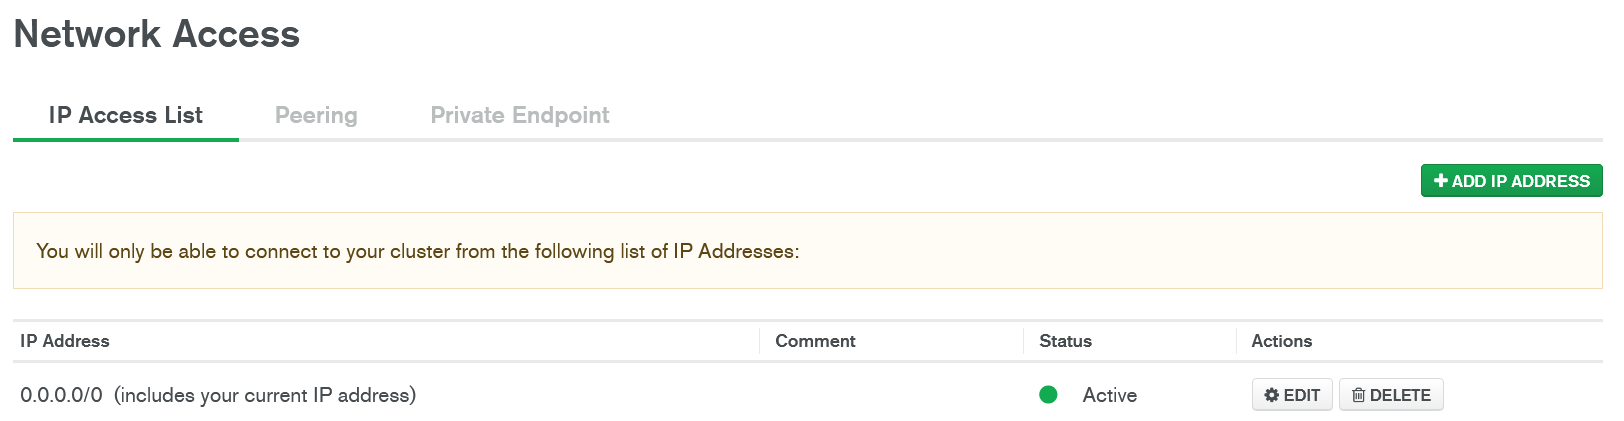 Network Access
IP Access List Peering Private Endpoint
ADD IP ADDRESS
You will only be able to connect to your cluster from the following list of IP Addresses:
IP Address Comment Status Actions
0.0.0.0/0 (includes your current IP address) Active EDIT DELETE